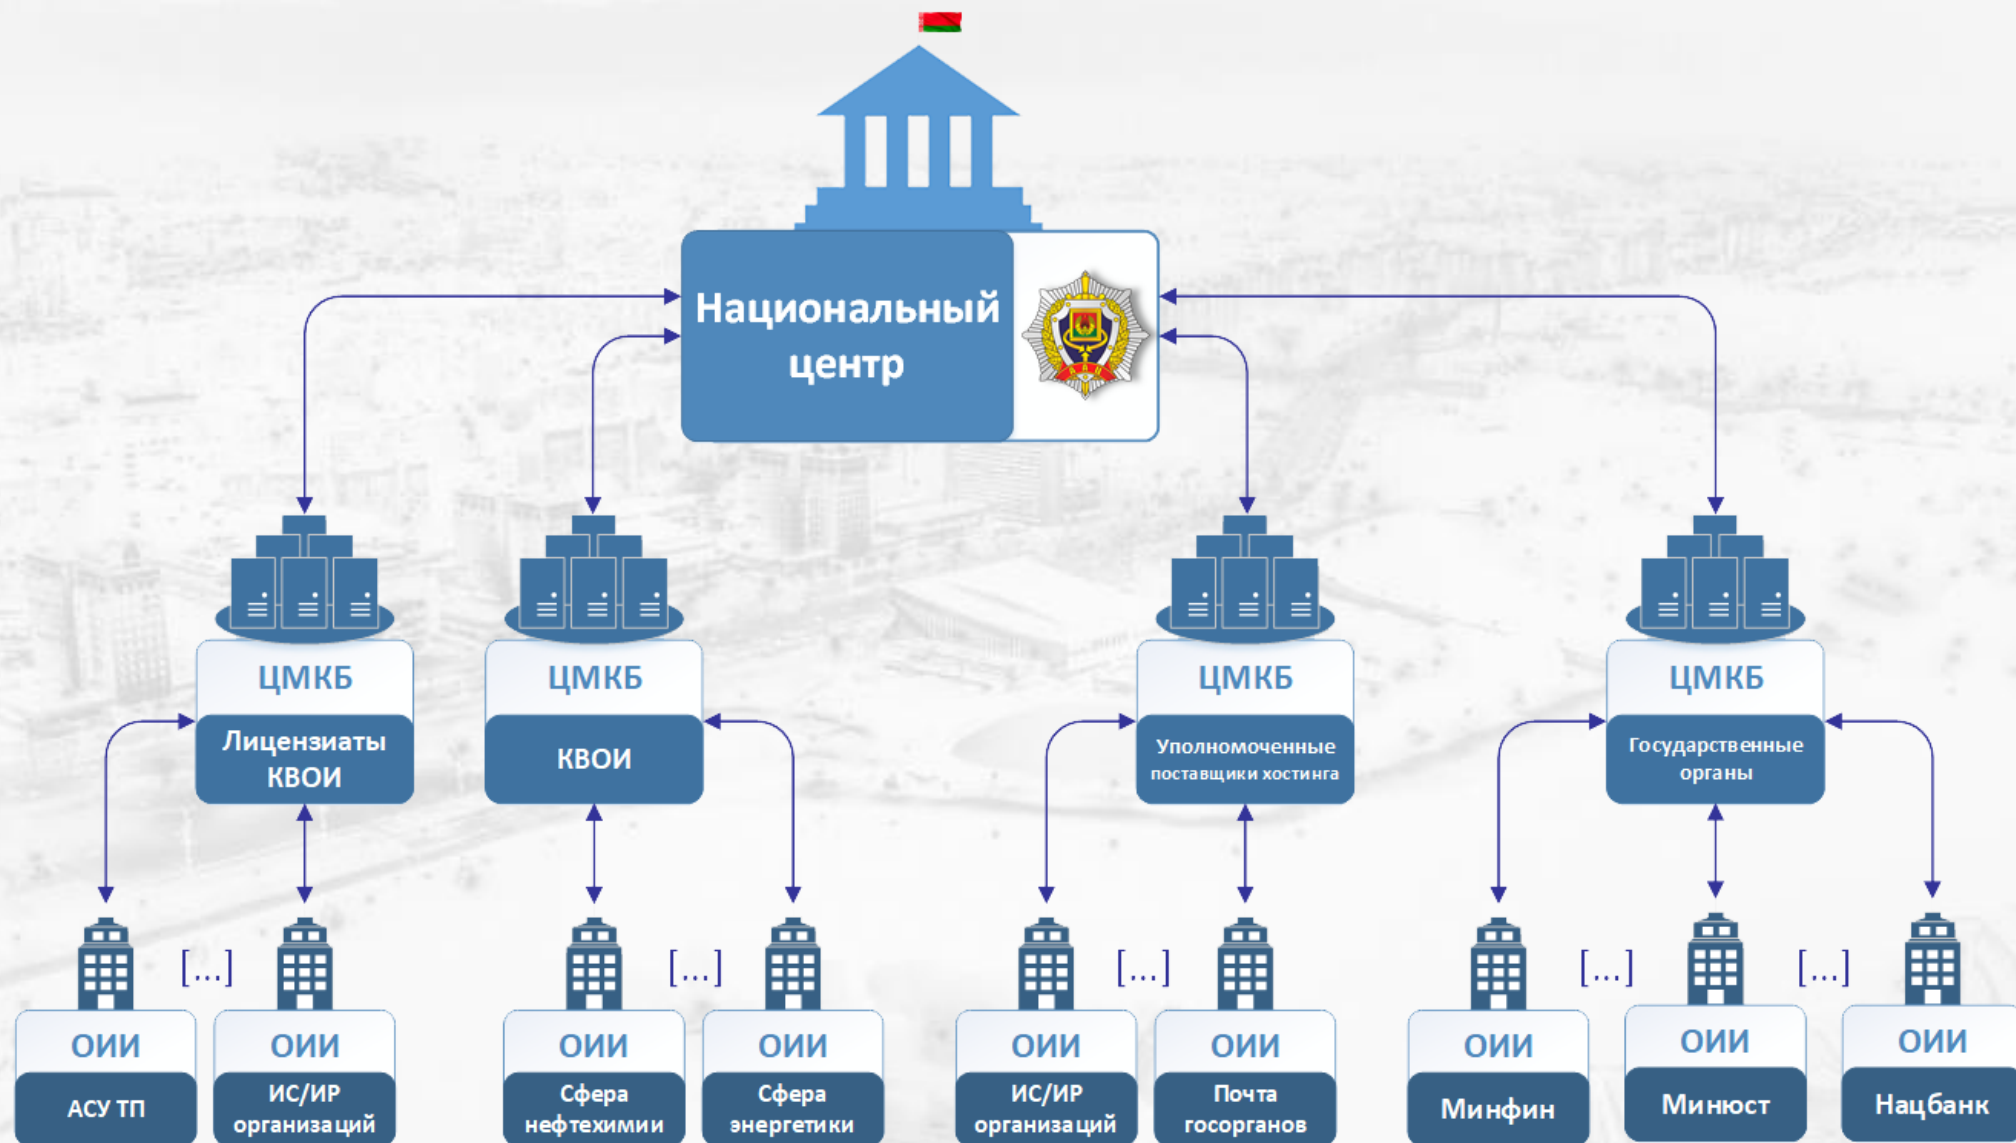 Национальный
центр
ОАЦ
ЦМКБ
Лицензиаты
КВОИ
ЦМКБ
КВОИ
ЦМКБ
Уполномоченные
поставщики хостинга
ЦМКБ
Государственные
органы
[...]
[...]
[...]
[...]
[...]
ОИИ
АСУ ТП
ОИИ
ИС/ИР
организаций
ОИИ
Сфера
нефтехимии
ОИИ
Сфера
энергетики
ОИИ
ИС/ИР
организаций
ОИИ
Почта
госорганов
ОИИ
Минфин
ОИИ
Минюст
ОИИ
Нацбанк